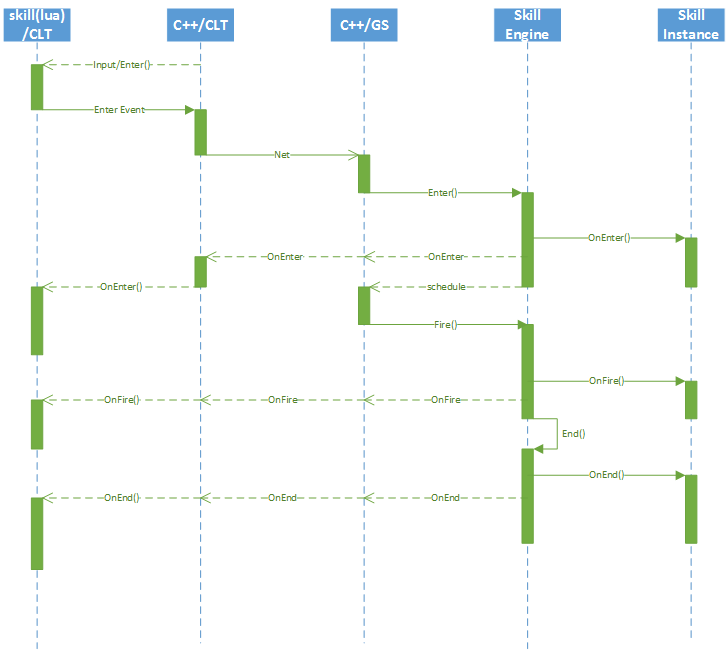 skill(lua)
/CLT
C++/CLT
C++/GS
Skill
Engine
Skill
Instance
Input/Enter()
Enter Event
Net
Enter()
OnEnter()
OnEnter
OnEnter
OnEnter()
schedule
Fire()
OnFire()
OnFire()
OnFire
OnFire
End()
OnEnd()
OnEnd()
OnEnd
OnEnd